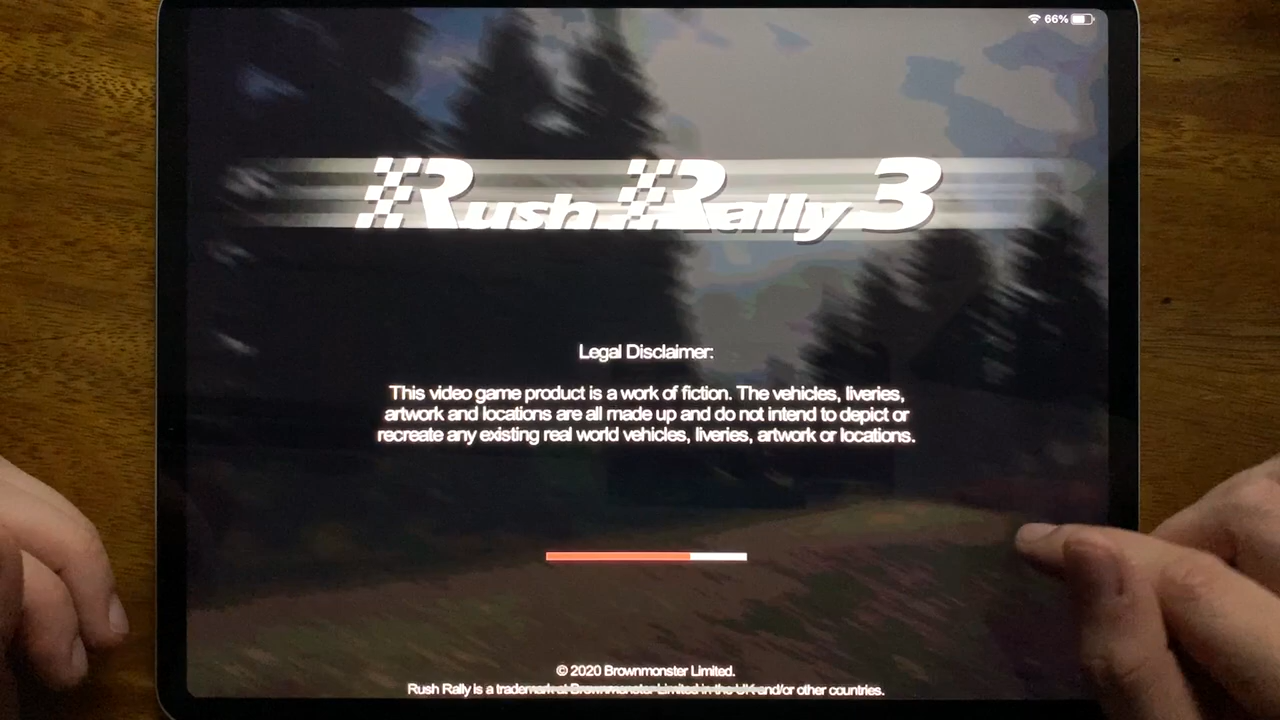 66%
Rush Rally 3
Legal Disclaimer:
This video game product is a work of fiction. The vehicles, liveries,
artwork and locations are all made up and do not intend to depict or
recreate any existing real world vehicles, liveries, artwork or locations.
© 2020 Brownmonster Limited.
Rush Rally is a trademark at Brownmonster Limited in the UK and/or other countries.